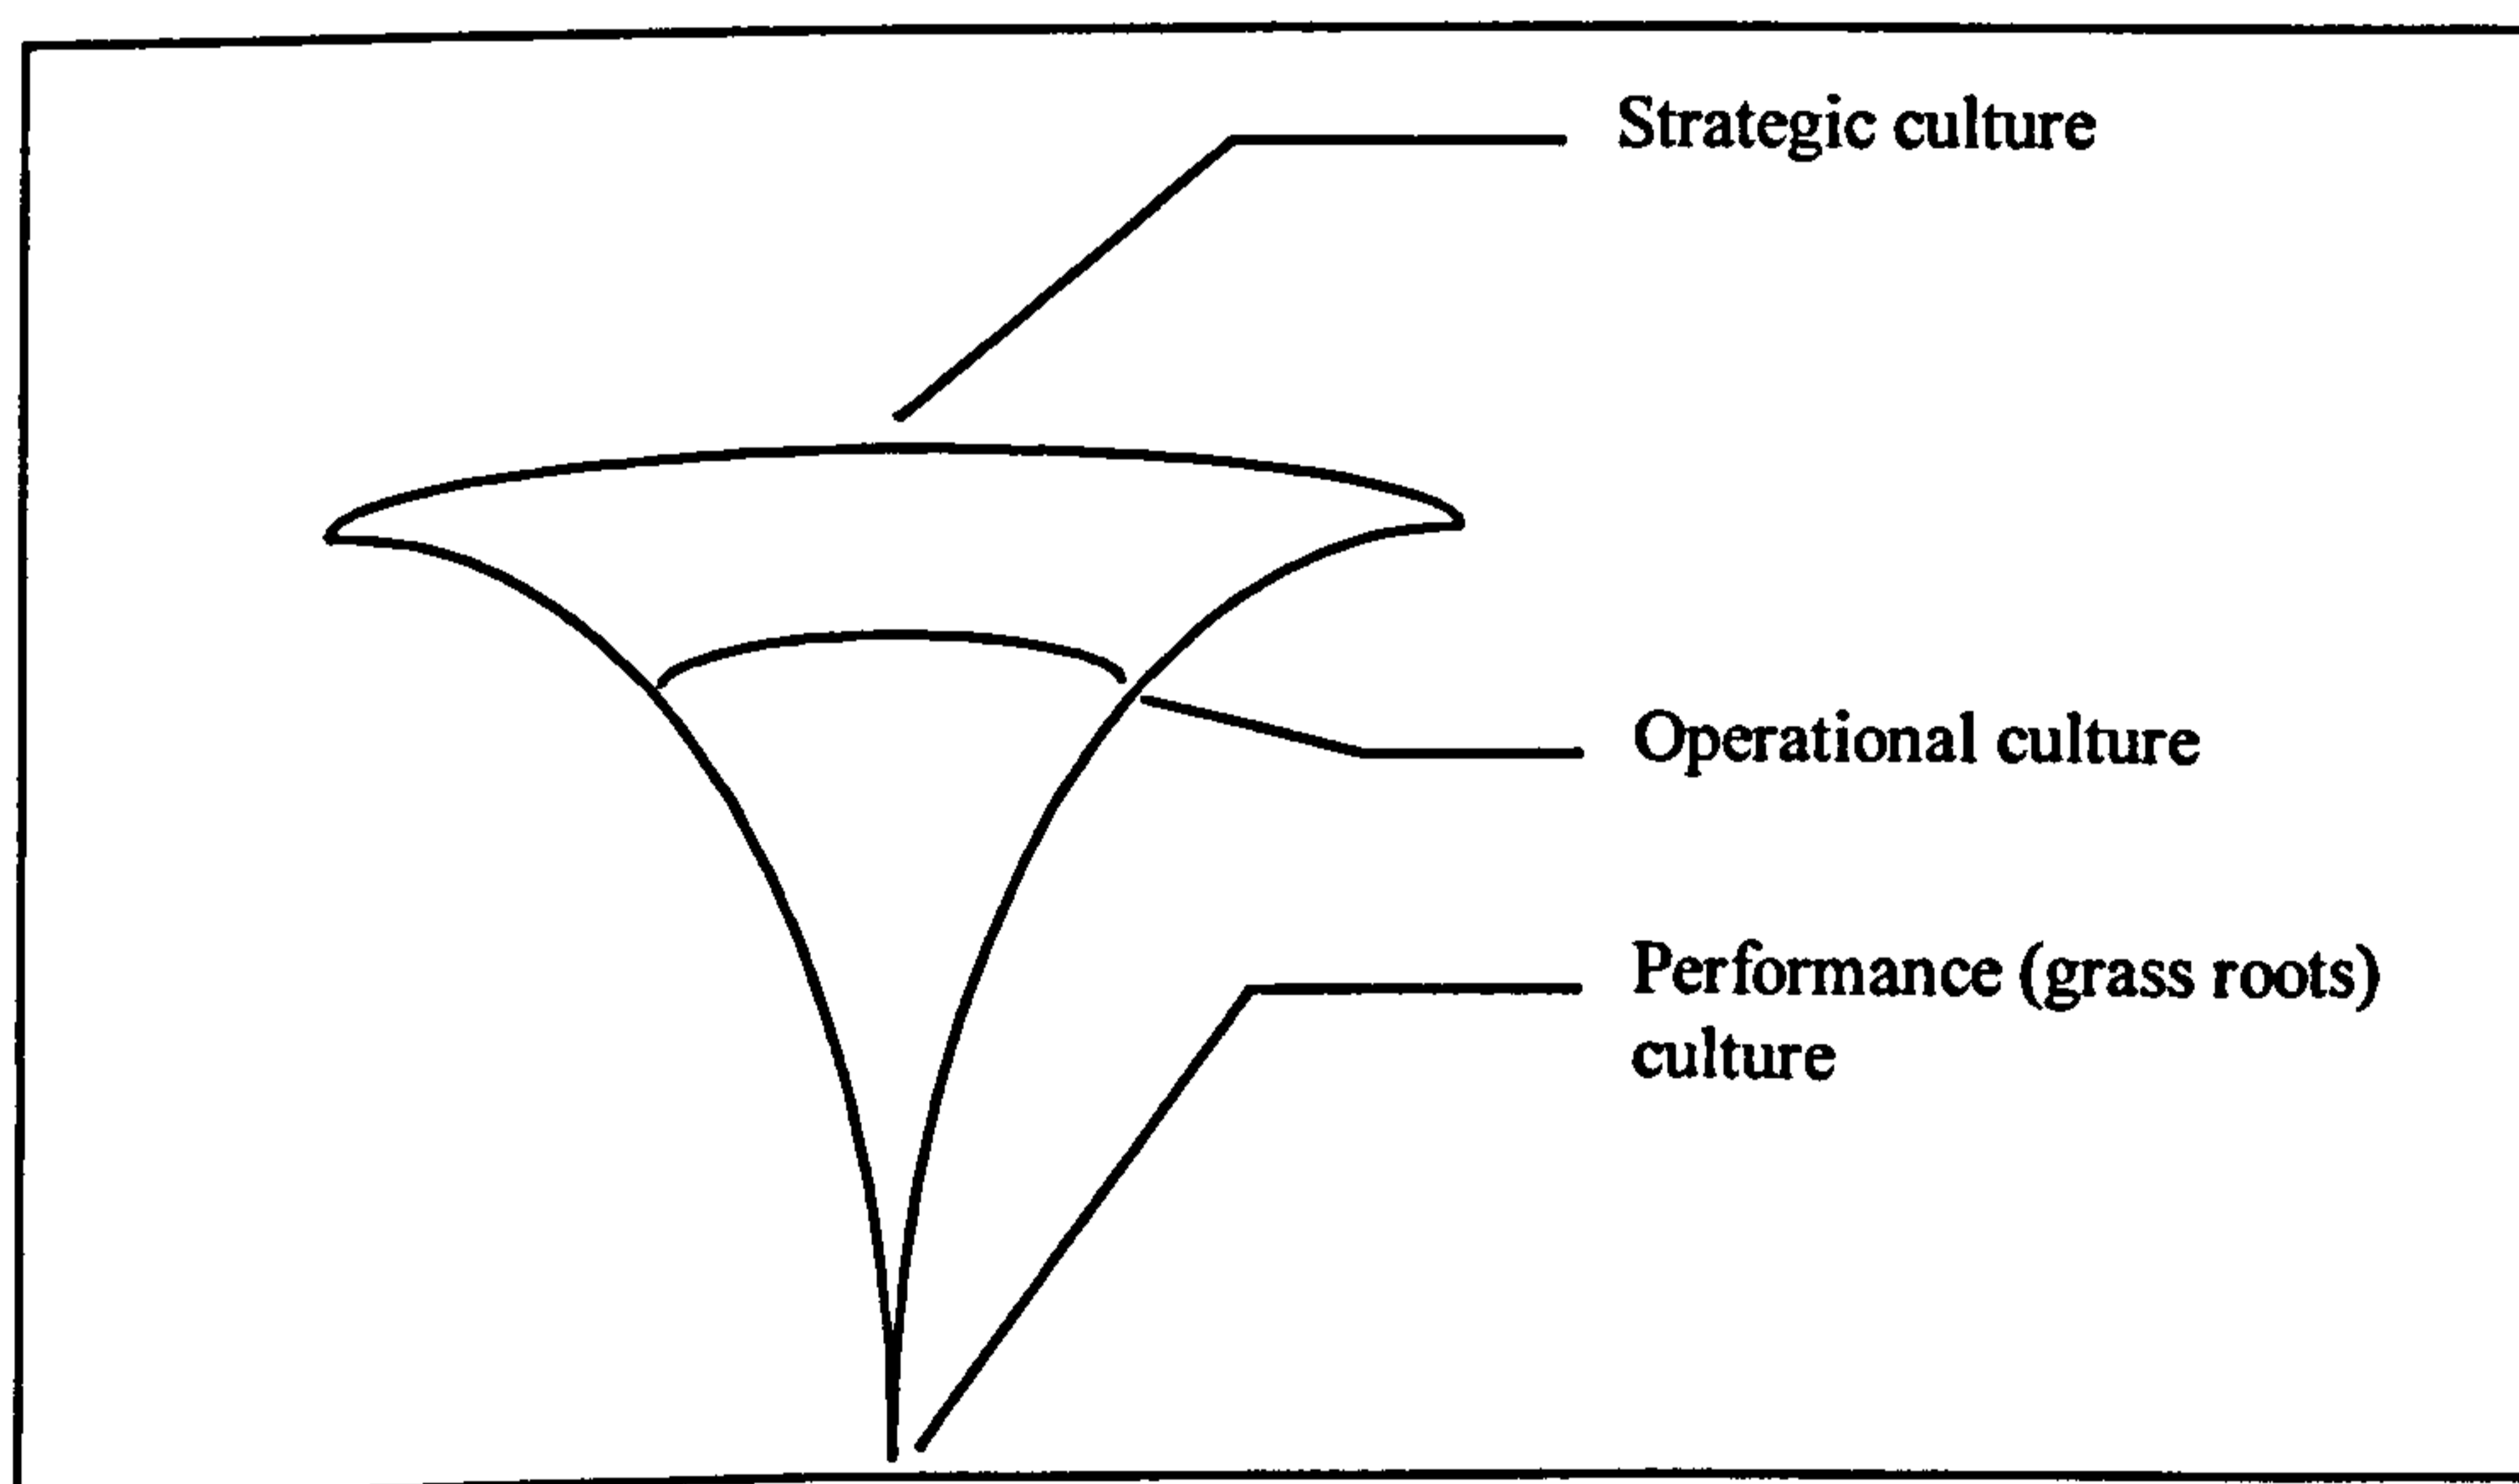 Strategic culture
Operational culture
Performance (grass roots)
culture